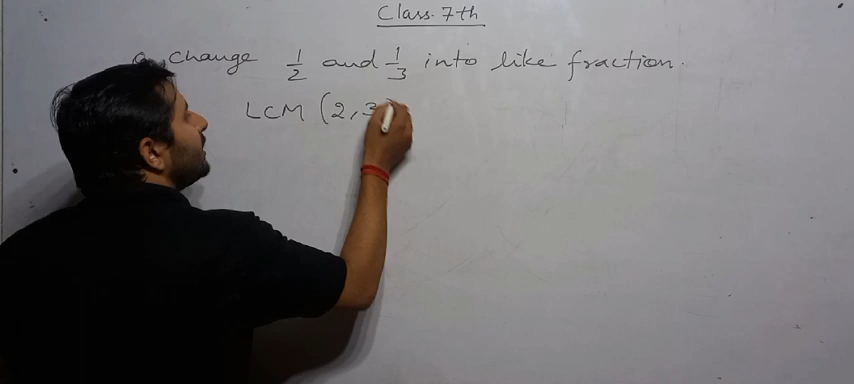 Class. 7th
change 1/2 and 1/3 into like fraction.
LCM (2, 3)